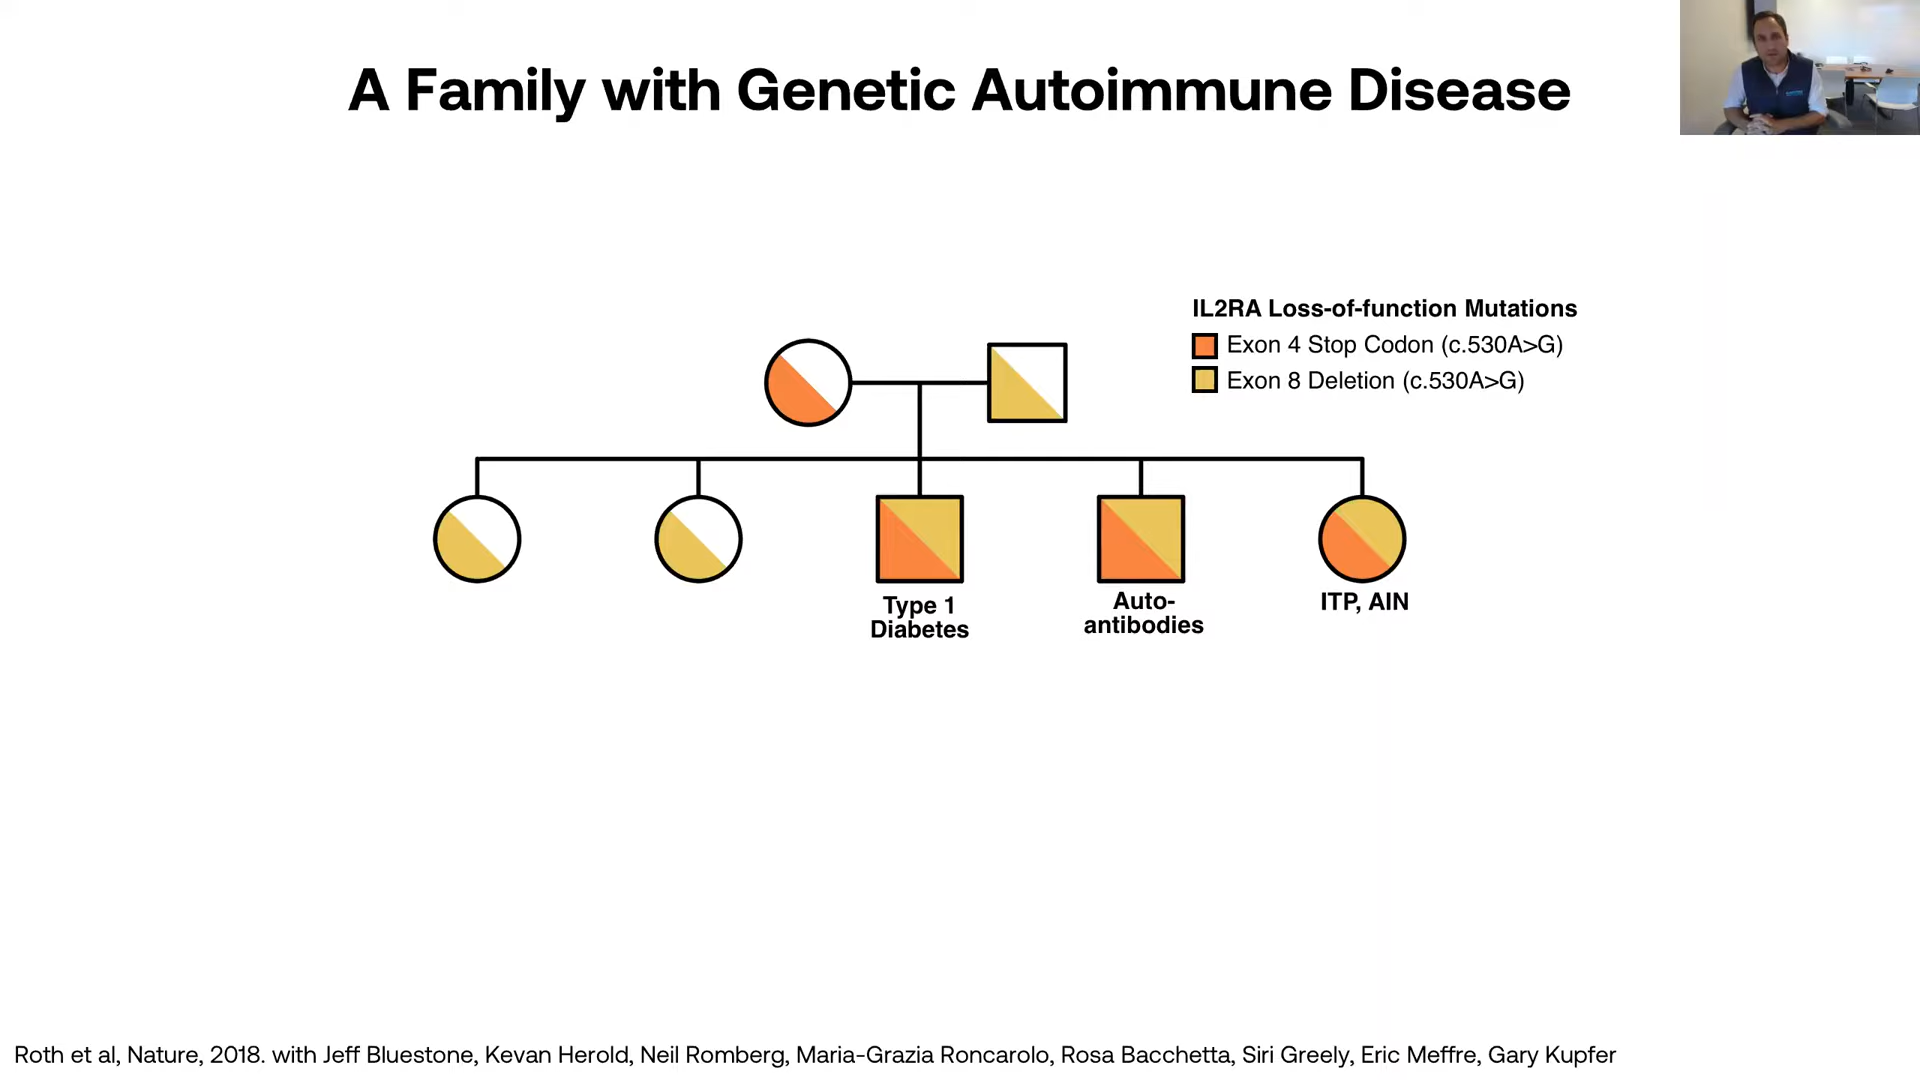 A Family with Genetic Autoimmune Disease
IL2RA Loss-of-function Mutations
Exon 4 Stop Codon (c.530A>G)
Exon 8 Deletion (c.530A>G)
Type 1
Diabetes
Auto-
antibodies
ITP, AIN
Roth et al, Nature, 2018. with Jeff Bluestone, Kevan Herold, Neil Romberg, Maria-Grazia Roncarolo, Rosa Bacchetta, Siri Greely, Eric Meffre, Gary Kupfer